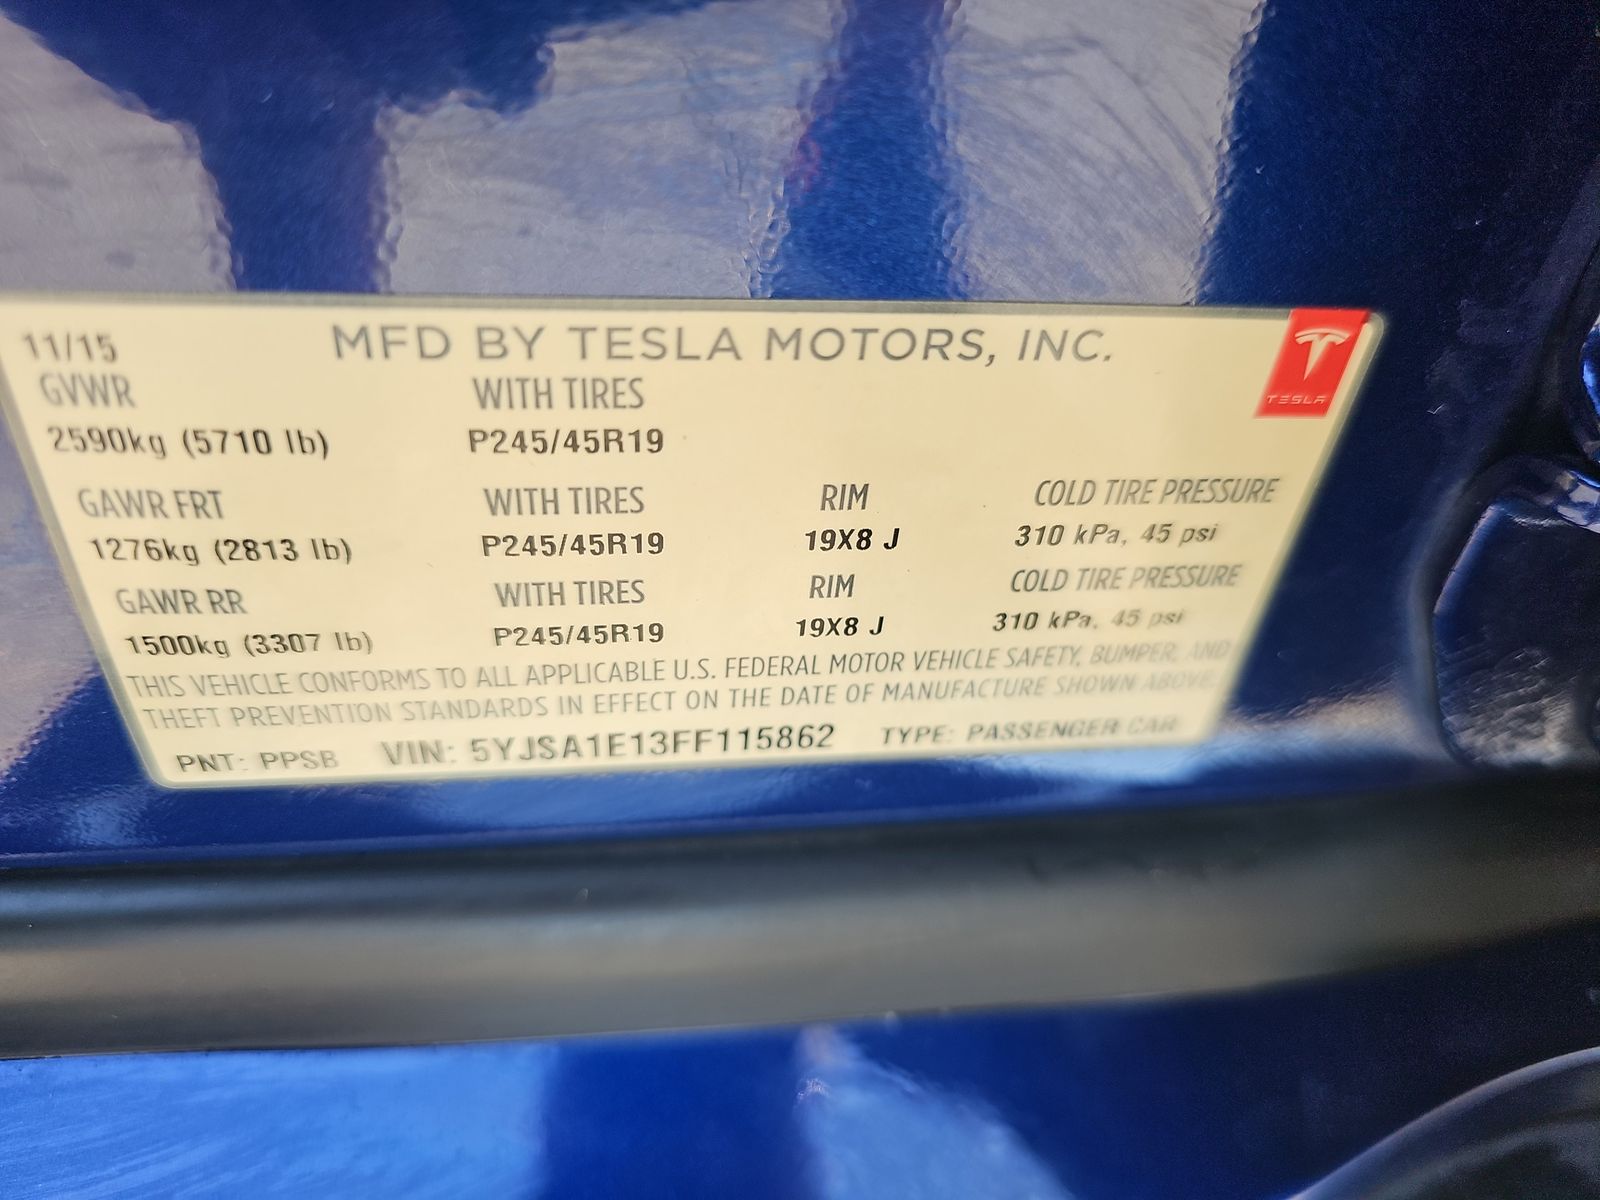 11/15 MFD BY TESLA MOTORS, INC.
TESLA
GVWR WITH TIRES
2590kg (5710 lb) P245/45R19
GAWR FRT WITH TIRES RIM COLD TIRE PRESSURE
1276kg (2813 lb) P245/45R19 19X8 J 310 kPa, 45 psi
GAWR RR WITH TIRES RIM COLD TIRE PRESSURE
1500kg (3307 lb) P245/45R19 19X8 J 310 kPa, 45 psi
THIS VEHICLE CONFORMS TO ALL APPLICABLE U.S. FEDERAL MOTOR VEHICLE SAFETY, BUMPER, AND
THEFT PREVENTION STANDARDS IN EFFECT ON THE DATE OF MANUFACTURE SHOWN ABOVE.
PNT: PPSB VIN: 5YJSA1E13FF115862 TYPE: PASSENGER CAR